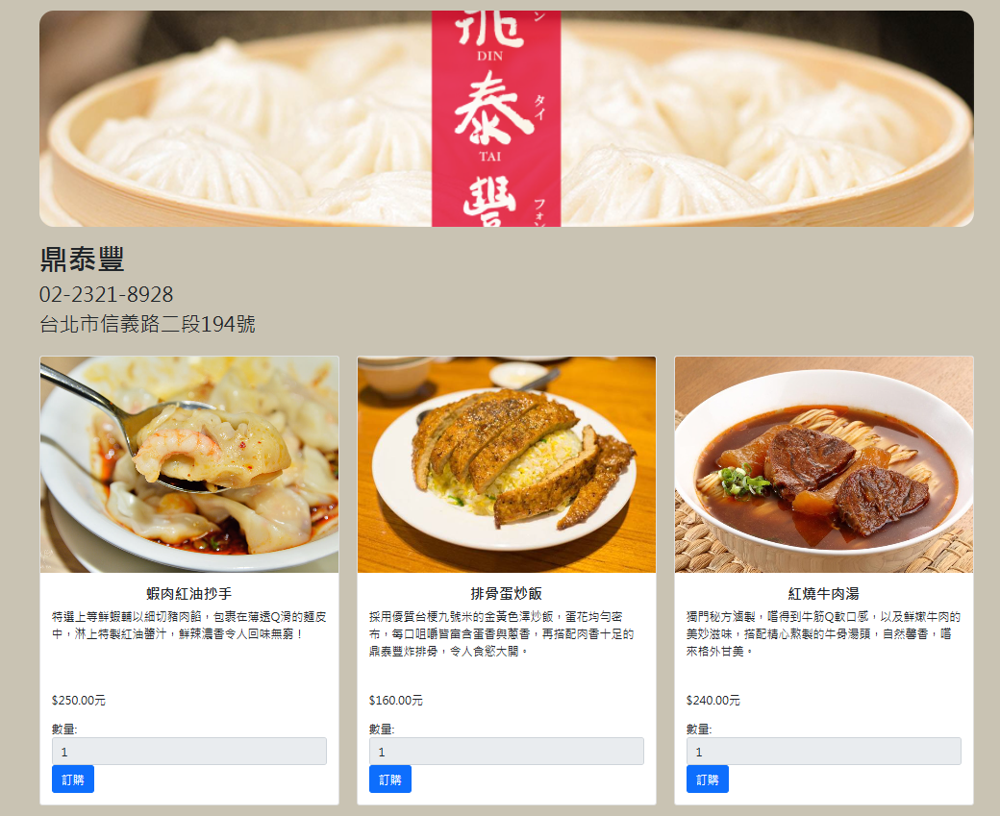 DIN
泰
タイ
TAI
豐
フォン
鼎泰豐
02-2321-8928
台北市信義路二段194號
蝦肉紅油抄手
特選上等鮮蝦輔以細切豬肉餡，包裹在薄透Q滑的麵皮
中，淋上特製紅油醬汁，鮮辣濃香令人回味無窮！
$250.00元
數量:
1
訂購
排骨蛋炒飯
採用優質台梗九號米的金黃色澤炒飯，蛋花均勻密
布，每口咀嚼皆富含蛋香與蔥香，再搭配肉香十足的
鼎泰豐炸排骨，令人食慾大開。
$160.00元
數量:
1
訂購
紅燒牛肉湯
獨門秘方滷製，嚐得到牛筋Q軟口感，以及鮮嫩牛肉的
美妙滋味，搭配精心熬製的牛骨湯頭，自然馨香，嚐
來格外甘美。
$240.00元
數量:
1
訂購